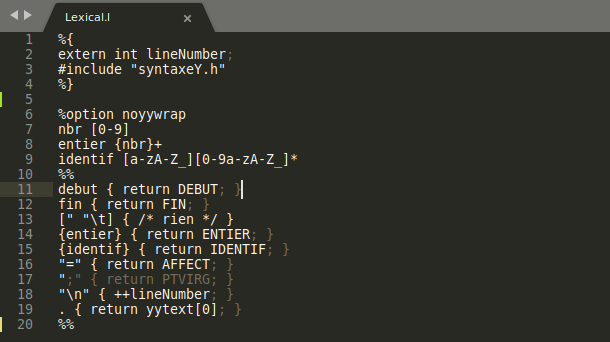 Lexical.l ×
1 %{
2 extern int lineNumber;
3 #include "syntaxeY.h"
4 %}
5
6 %option noyywrap
7 nbr [0-9]
8 entier {nbr}+
9 identif [a-zA-Z_][0-9a-zA-Z_]*
10 %%
11 debut { return DEBUT; }
12 fin { return FIN; }
13 [" "\t] { /* rien */ }
14 {entier} { return ENTIER; }
15 {identif} { return IDENTIF; }
16 "=" { return AFFECT; }
17 ";" { return PTVIRG; }
18 "\n" { ++lineNumber; }
19 . { return yytext[0]; }
20 %%